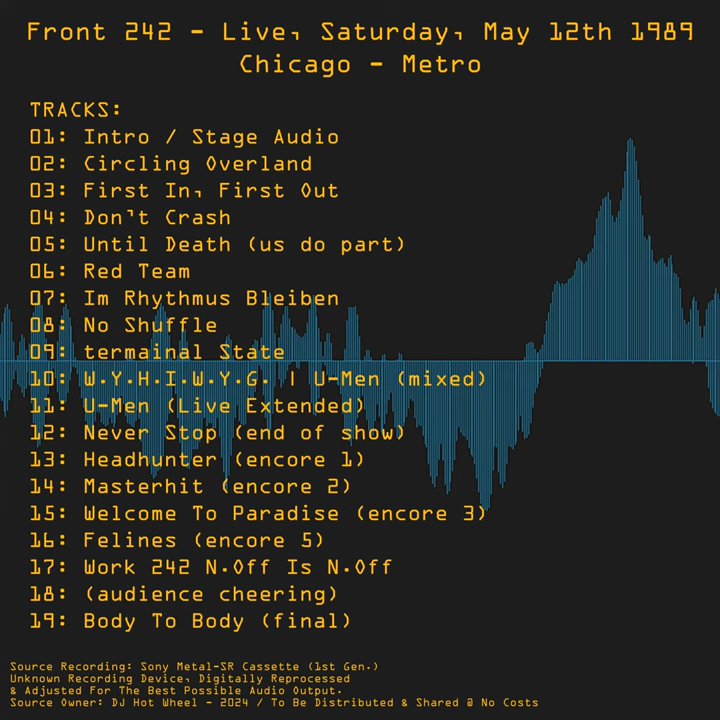 Front 242 - Live, Saturday, May 12th 1989
Chicago - Metro
TRACKS:
01: Intro / Stage Audio
02: Circling Overland
03: First In, First Out
04: Don't Crash
05: Until Death (us do part)
06: Red Team
07: Im Rhythmus Bleiben
08: No Shuffle
09: termainal State
10: W.Y.H.I.W.Y.G. | U-Men (mixed)
11: U-Men (Live Extended)
12: Never Stop (end of show)
13: Headhunter (encore 1)
14: Masterhit (encore 2)
15: Welcome To Paradise (encore 3)
16: Felines (encore 5)
17: Work 242 N.Off Is N.Off
18: (audience cheering)
19: Body To Body (final)
Source Recording: Sony Metal-SR Cassette (1st Gen.)
Unknown Recording Device, Digitally Reprocessed
& Adjusted For The Best Possible Audio Output.
Source Owner: DJ Hot Wheel - 2024 / To Be Distributed & Shared @ No Costs